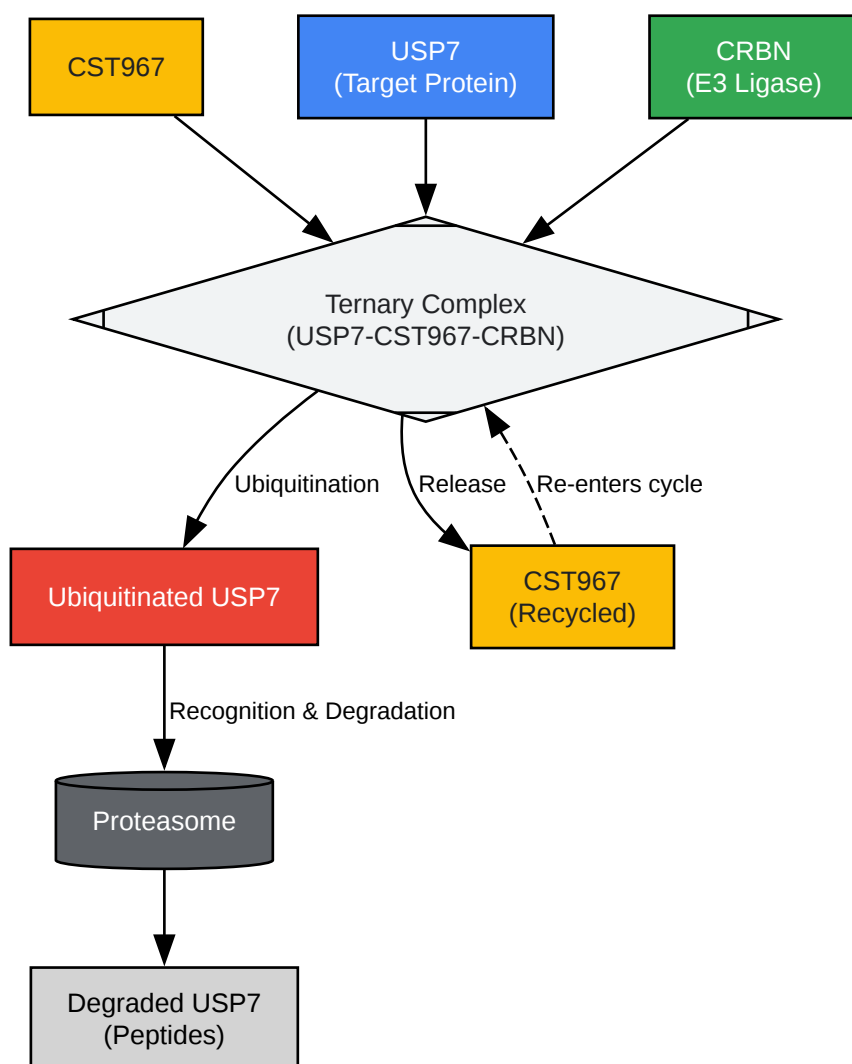 CST967
USP7
(Target Protein)
CRBN
(E3 Ligase)
Ternary Complex
(USP7-CST967-CRBN)
Ubiquitination
Release
Re-enters cycle
Ubiquitinated USP7
CST967
(Recycled)
Recognition & Degradation
Proteasome
Degraded USP7
(Peptides)